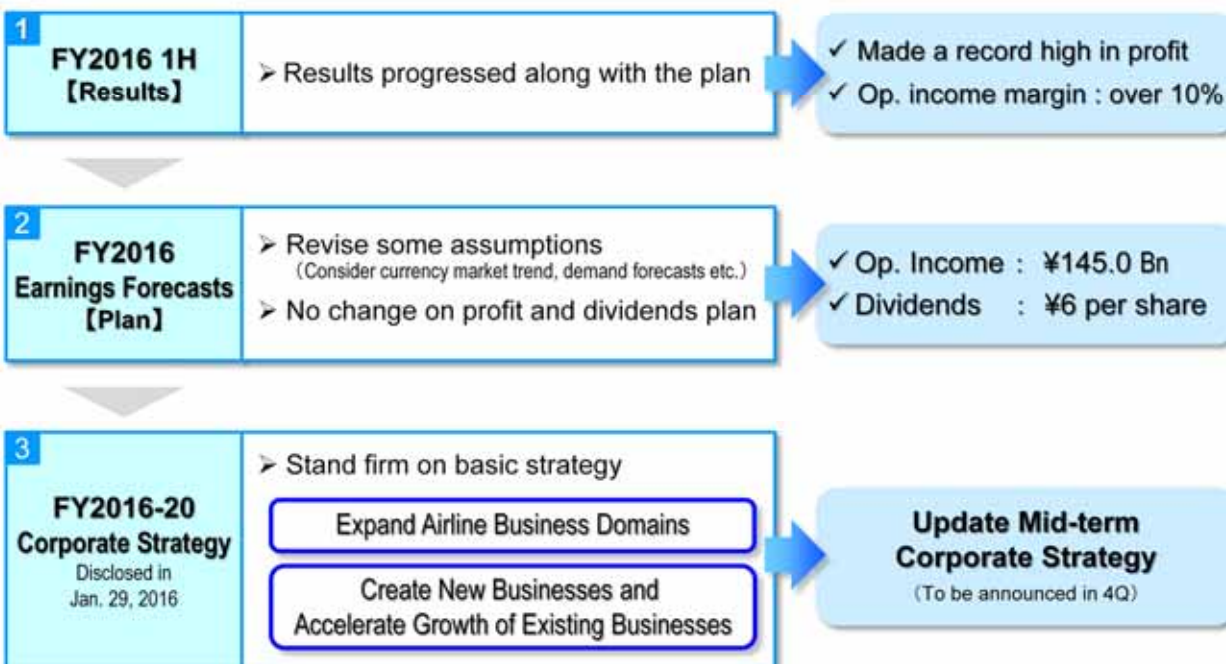 1
FY2016 1H
【Results】
➢ Results progressed along with the plan
✓ Made a record high in profit
✓ Op. income margin : over 10%
2
FY2016
Earnings Forecasts
【Plan】
➢ Revise some assumptions
（Consider currency market trend, demand forecasts etc.）
➢ No change on profit and dividends plan
✓ Op. Income : ¥145.0 Bn
✓ Dividends : ¥6 per share
3
FY2016-20
Corporate Strategy
Disclosed in
Jan. 29, 2016
➢ Stand firm on basic strategy
Expand Airline Business Domains
Create New Businesses and
Accelerate Growth of Existing Businesses
Update Mid-term
Corporate Strategy
（To be announced in 4Q）